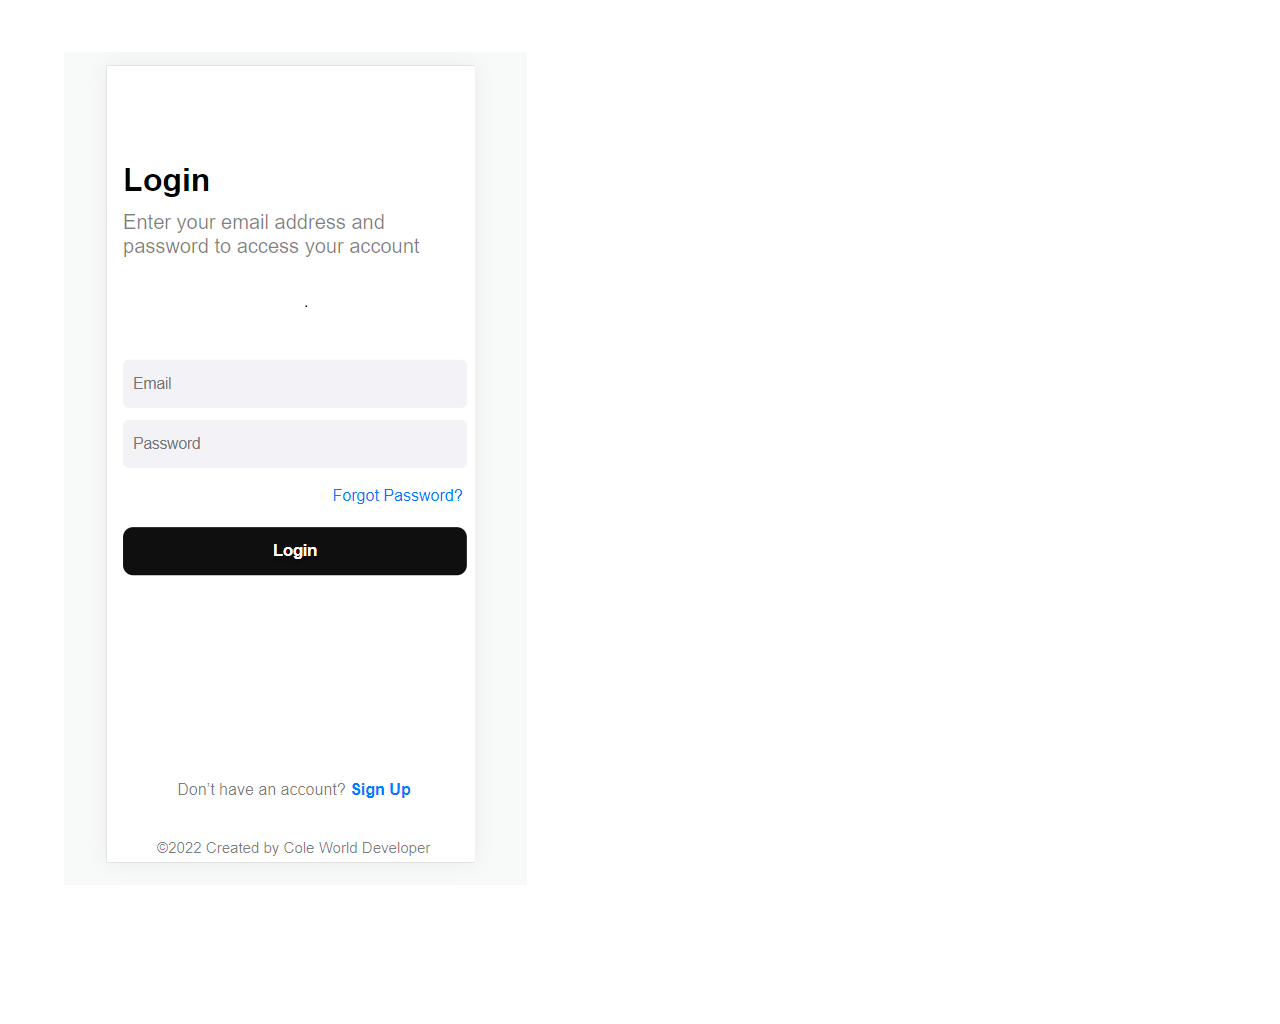 Login
Enter your email address and
password to access your account
.
Email
Password
Forgot Password?
Login
Don't have an account? Sign Up
©2022 Created by Cole World Developer